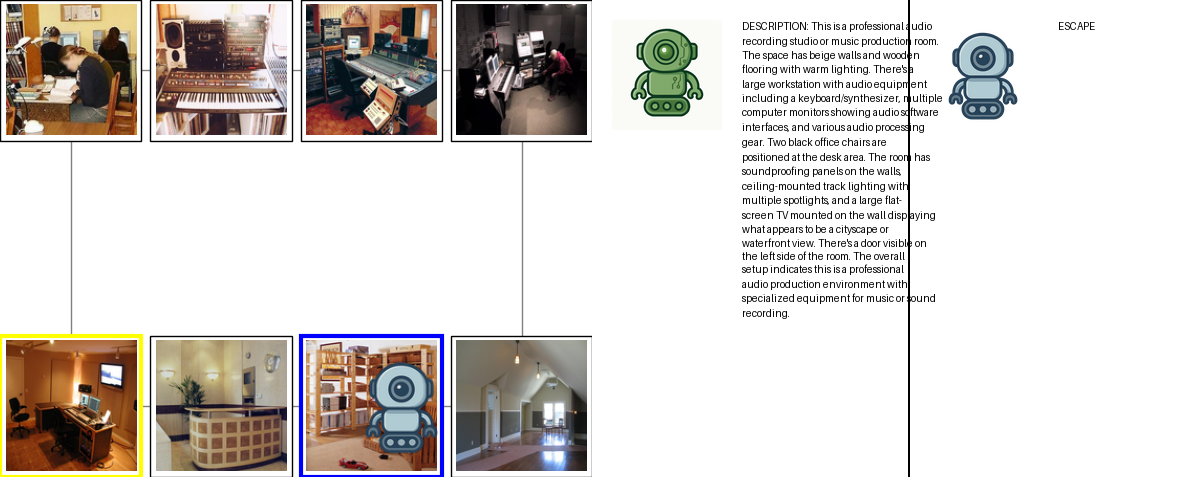 DESCRIPTION: This is a professional audio
recording studio or music production room.
The space has beige walls and wooden
flooring with warm lighting. There's a
large workstation with audio equipment
including a keyboard/synthesizer, multiple
computer monitors showing audio software
interfaces, and various audio processing
gear. Two black office chairs are
positioned at the desk area. The room has
soundproofing panels on the walls,
ceiling-mounted track lighting with
multiple spotlights, and a large flat-
screen TV mounted on the wall displaying
what appears to be a cityscape or
waterfront view. There's a door visible on
the left side of the room. The overall
setup indicates this is a professional
audio production environment with
specialized equipment for music or sound
recording.
ESCAPE